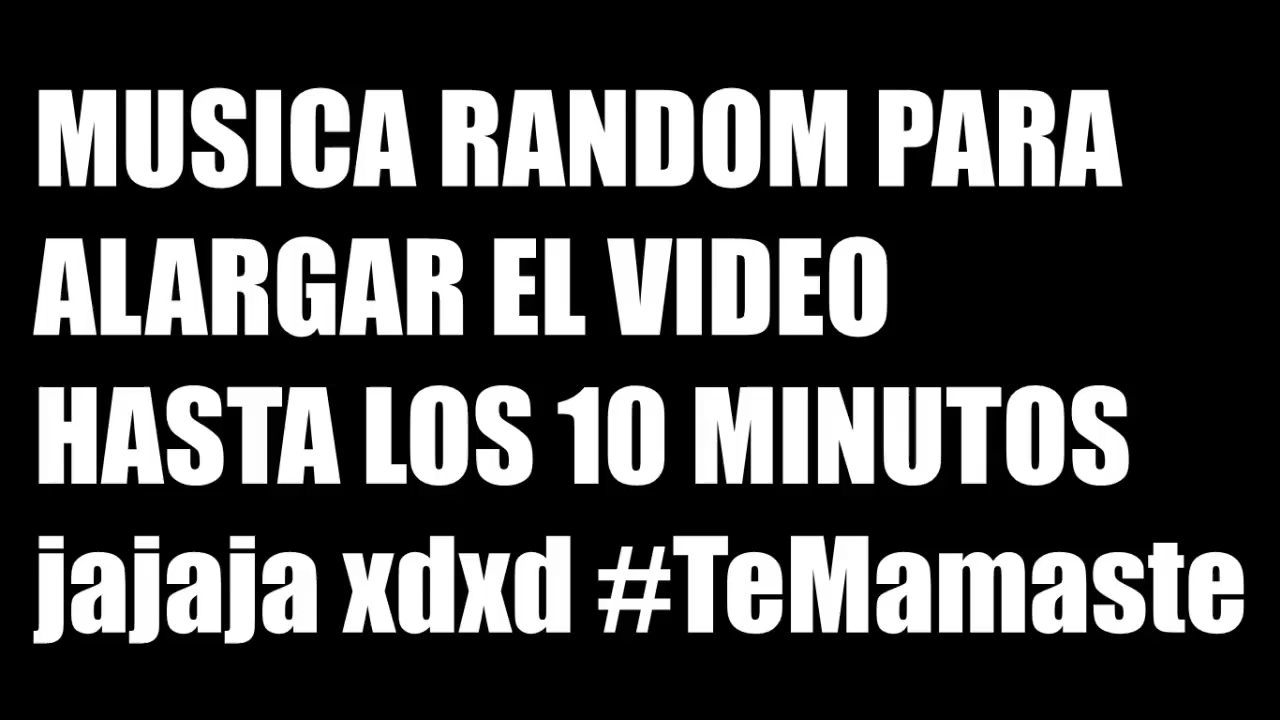 MUSICA RANDOM PARA
ALARGAR EL VIDEO
HASTA LOS 10 MINUTOS
jajaja xdxd #TeMamaste